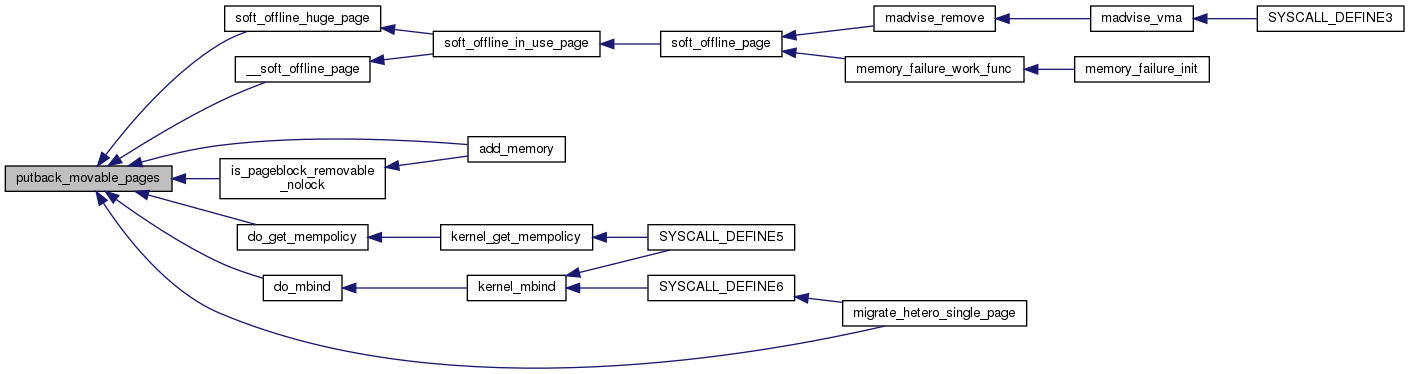 soft_offline_huge_page
madvise_remove
madvise_vma
SYSCALL_DEFINE3
soft_offline_in_use_page
soft_offline_page
__soft_offline_page
memory_failure_work_func
memory_failure_init
add_memory
putback_movable_pages
is_pageblock_removable
_nolock
do_get_mempolicy
kernel_get_mempolicy
SYSCALL_DEFINE5
do_mbind
kernel_mbind
SYSCALL_DEFINE6
migrate_hetero_single_page